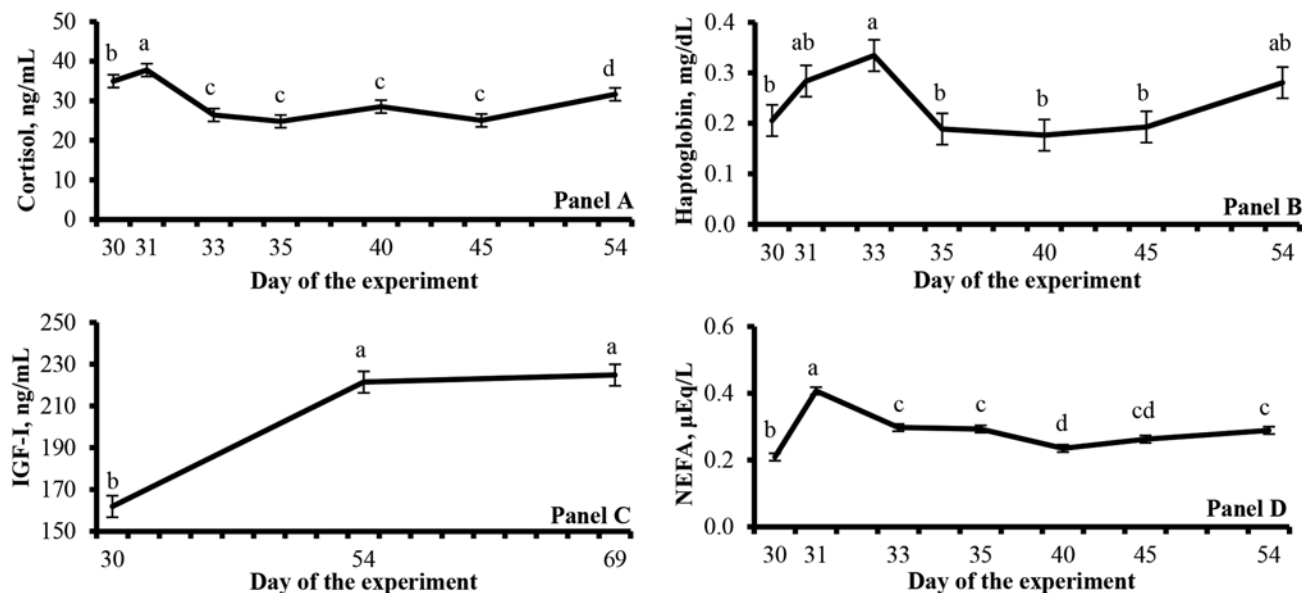 50
40
30
20
10
0
Cortisol, ng/mL
b
a
c
c
c
c
d
Panel A
30 31 33 35 40 45 54
Day of the experiment
0.4
0.3
0.2
0.1
0.0
Haptoglobin, mg/dL
b
ab
a
b
b
b
ab
Panel B
30 31 33 35 40 45 54
Day of the experiment
250
230
210
190
170
150
IGF-I, ng/mL
b
a
a
Panel C
30 54 69
Day of the experiment
0.6
0.4
0.2
0.0
NEFA, µEq/L
b
a
c
c
d
cd
c
Panel D
30 31 33 35 40 45 54
Day of the experiment